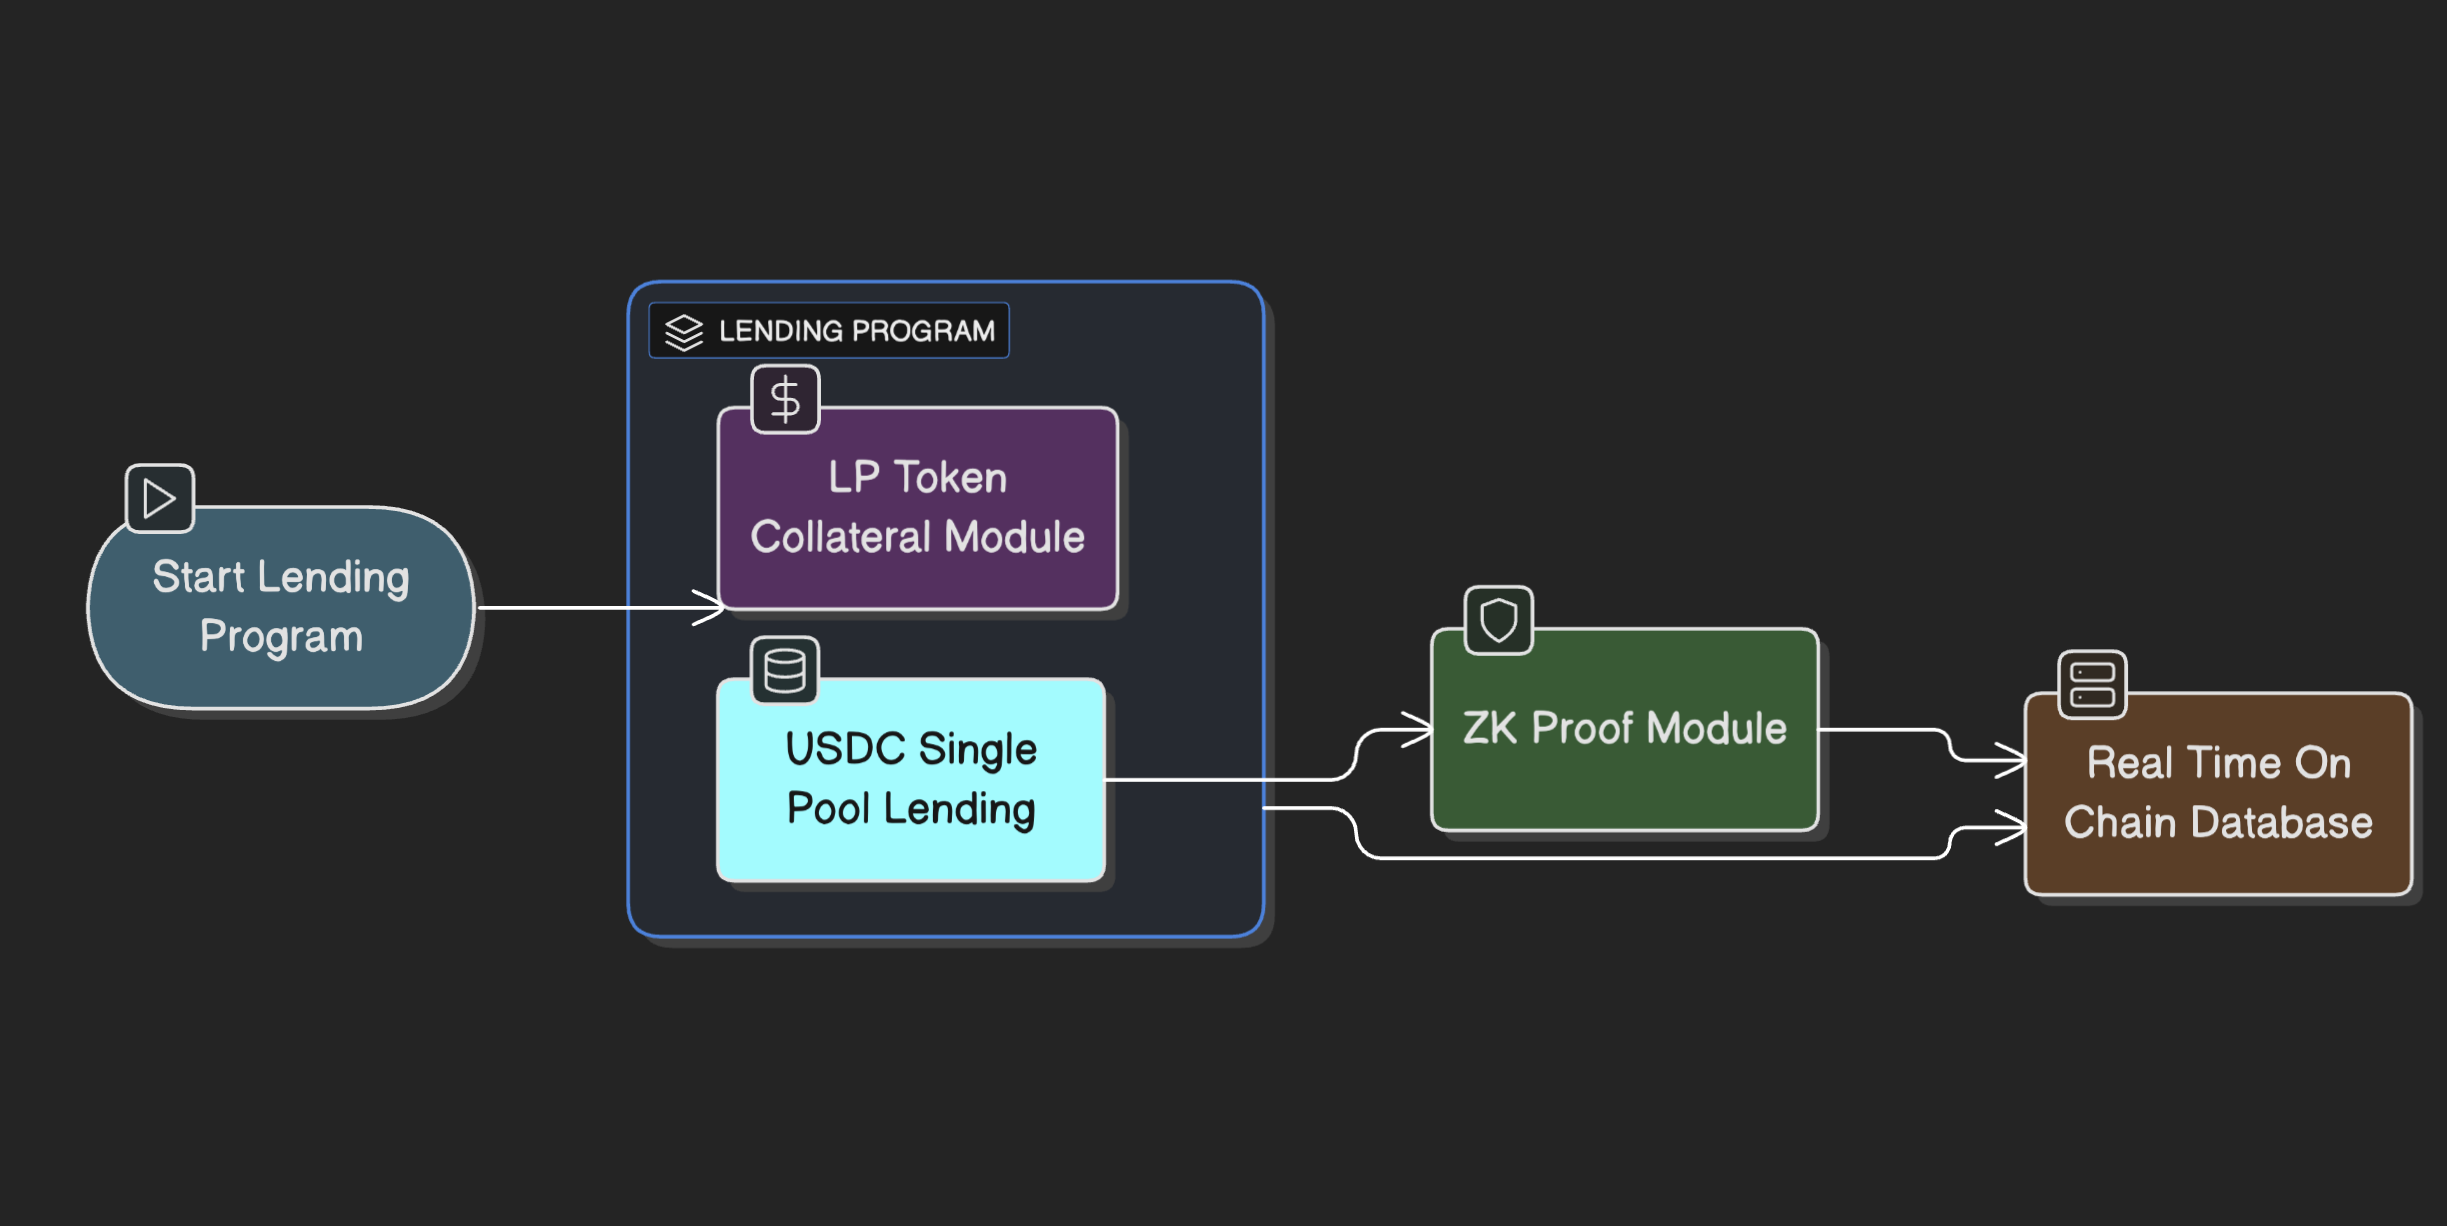 LENDING PROGRAM
LP Token
Collateral Module
Start Lending
Program
USDC Single
Pool Lending
ZK Proof Module
Real Time On
Chain Database